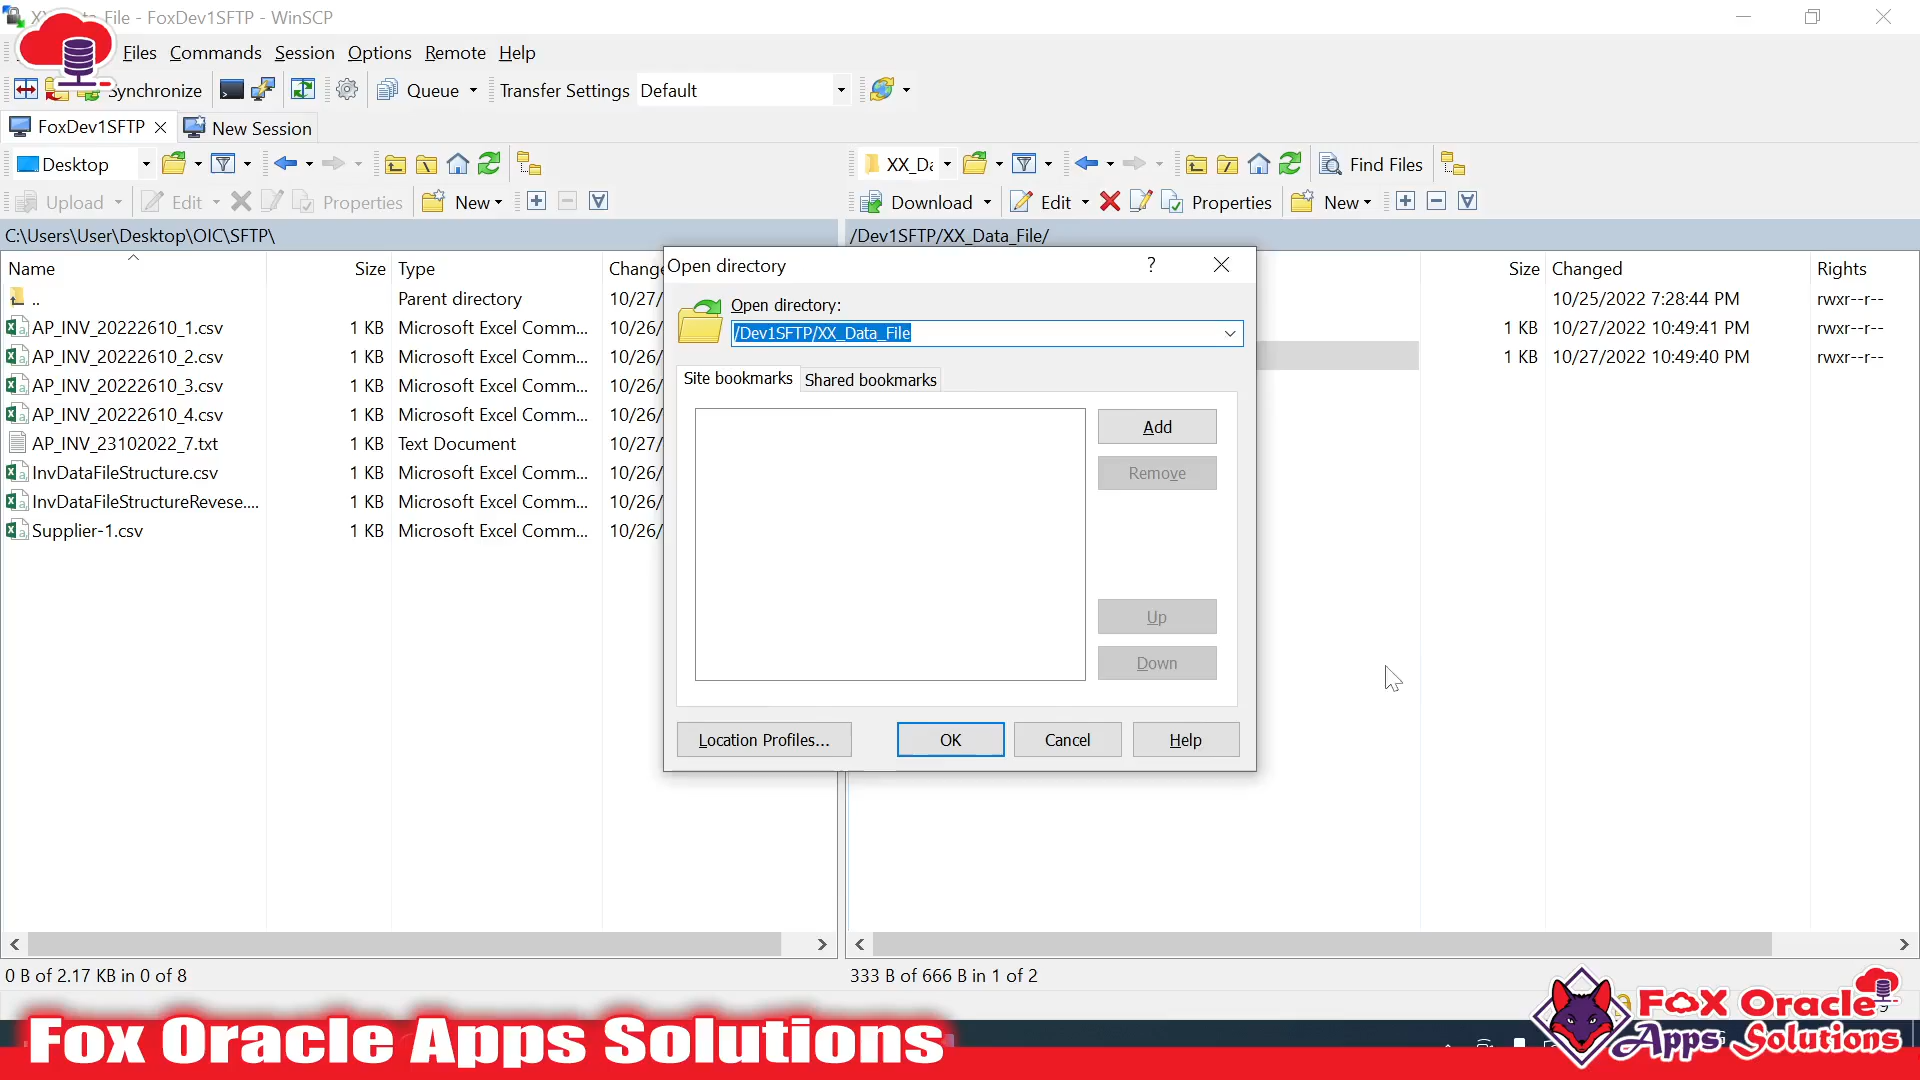 XX_Data_File - FoxDev1SFTP - WinSCP
Files Commands Session Options Remote Help
Synchronize Queue Transfer Settings Default
FoxDev1SFTP New Session
Desktop XX_Da Find Files
Upload Edit Properties New Download Edit Properties New
C:\Users\User\Desktop\OIC\SFTP\ /Dev1SFTP/XX_Data_File/
Name Size Type Change Size Changed Rights
.. Parent directory 10/27/ 10/25/2022 7:28:44 PM rwxr--r--
AP_INV_20222610_1.csv 1 KB Microsoft Excel Comm... 10/26/ 1 KB 10/27/2022 10:49:41 PM rwxr--r--
AP_INV_20222610_2.csv 1 KB Microsoft Excel Comm... 10/26/ 1 KB 10/27/2022 10:49:40 PM rwxr--r--
AP_INV_20222610_3.csv 1 KB Microsoft Excel Comm... 10/26/
AP_INV_20222610_4.csv 1 KB Microsoft Excel Comm... 10/26/
AP_INV_23102022_7.txt 1 KB Text Document 10/27/
InvDataFileStructure.csv 1 KB Microsoft Excel Comm... 10/26/
InvDataFileStructureRevese.... 1 KB Microsoft Excel Comm... 10/26/
Supplier-1.csv 1 KB Microsoft Excel Comm... 10/26/
Open directory ?
Open directory:
/Dev1SFTP/XX_Data_File
Site bookmarks Shared bookmarks
Add
Remove
Up
Down
Location Profiles... OK Cancel Help
0 B of 2.17 KB in 0 of 8 333 B of 666 B in 1 of 2
Fox Oracle Apps Solutions
Fox Oracle
Apps Solutions